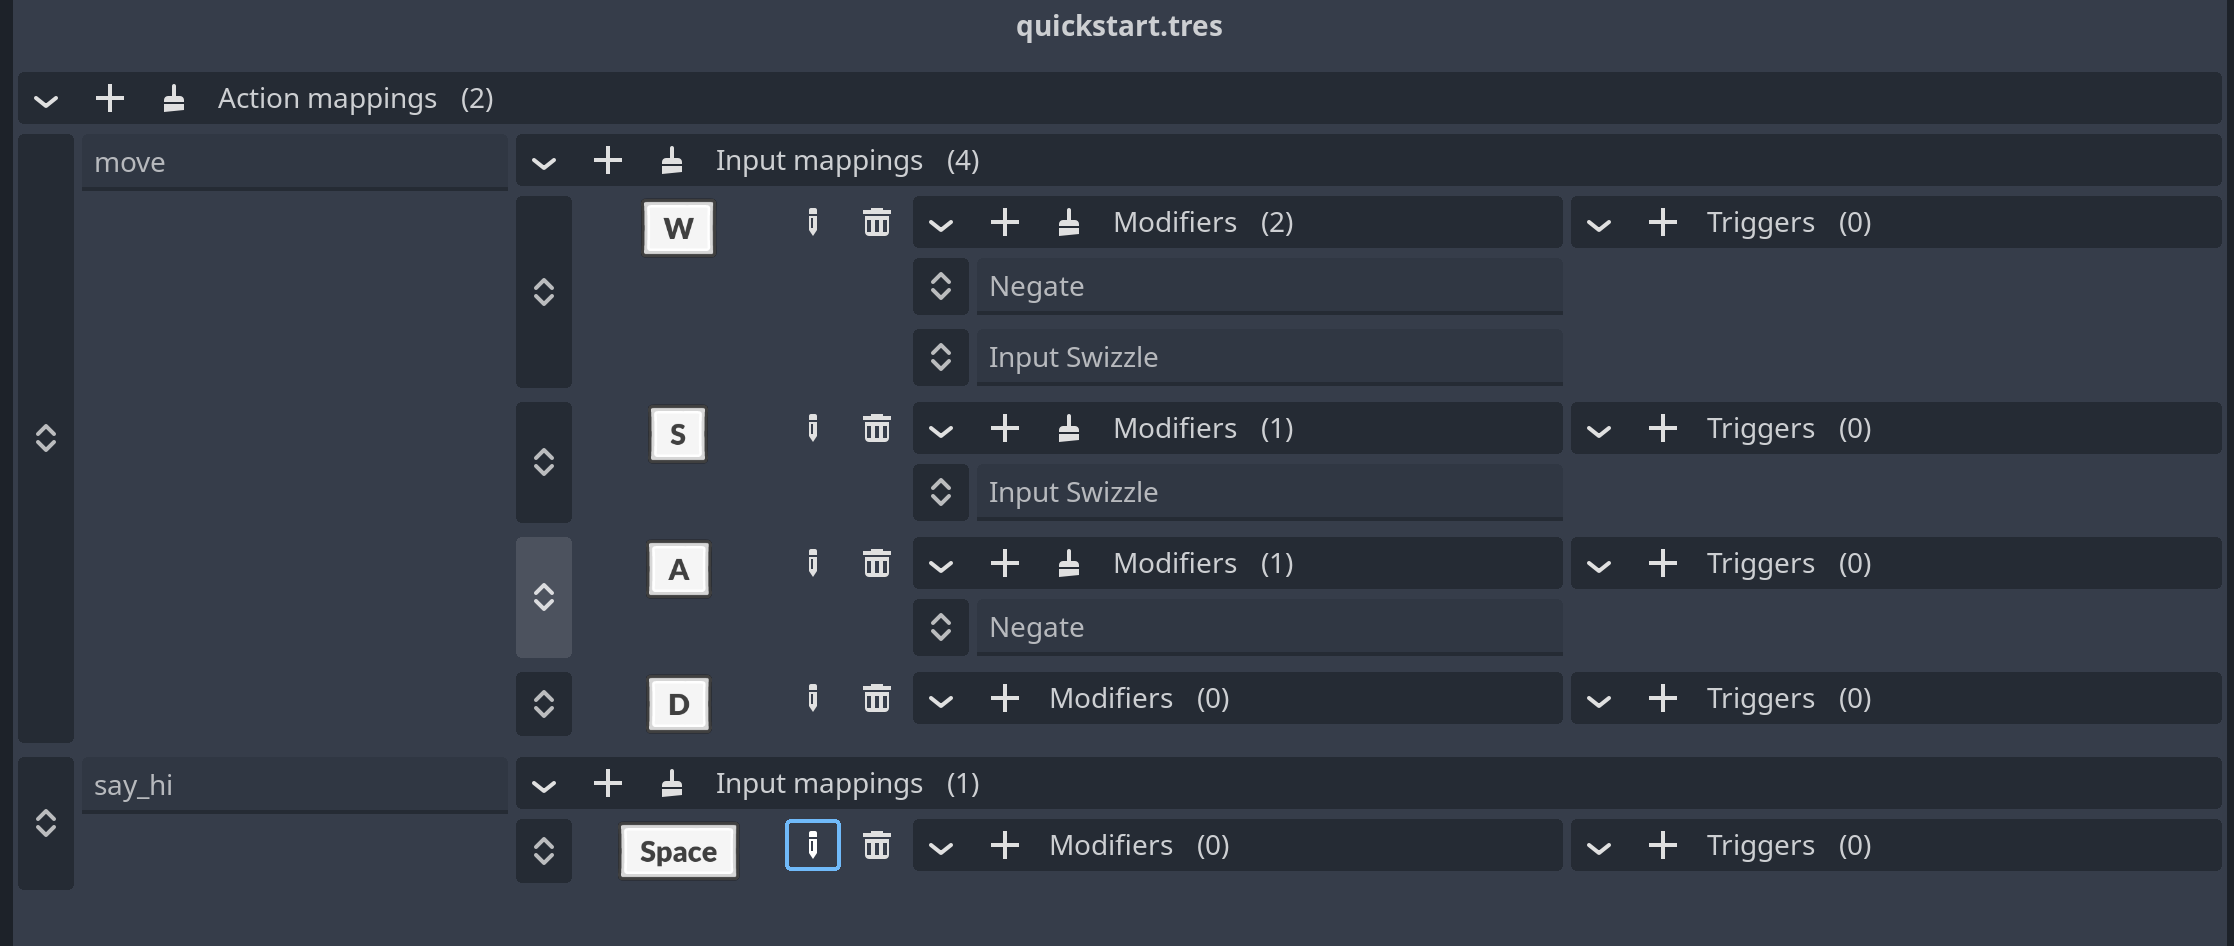 quickstart.tres
Action mappings (2)
move Input mappings (4)
W Modifiers (2) Triggers (0)
Negate
Input Swizzle
S Modifiers (1) Triggers (0)
Input Swizzle
A Modifiers (1) Triggers (0)
Negate
D Modifiers (0) Triggers (0)
say_hi Input mappings (1)
Space Modifiers (0) Triggers (0)